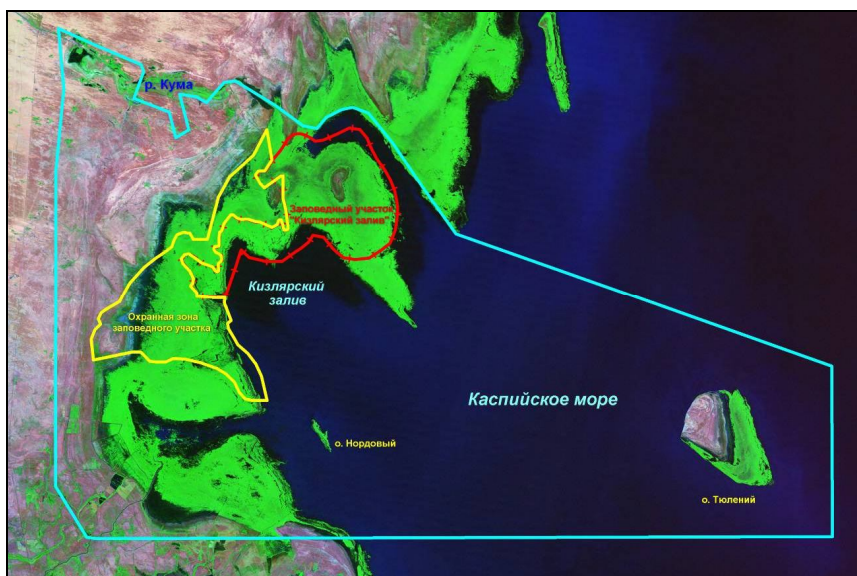 р. Кума
Заповедный участок
"Кизлярский залив"
Кизлярский
залив
Охранная зона
заповедного участка
Каспийское море
о. Нордовый
о. Тюлений